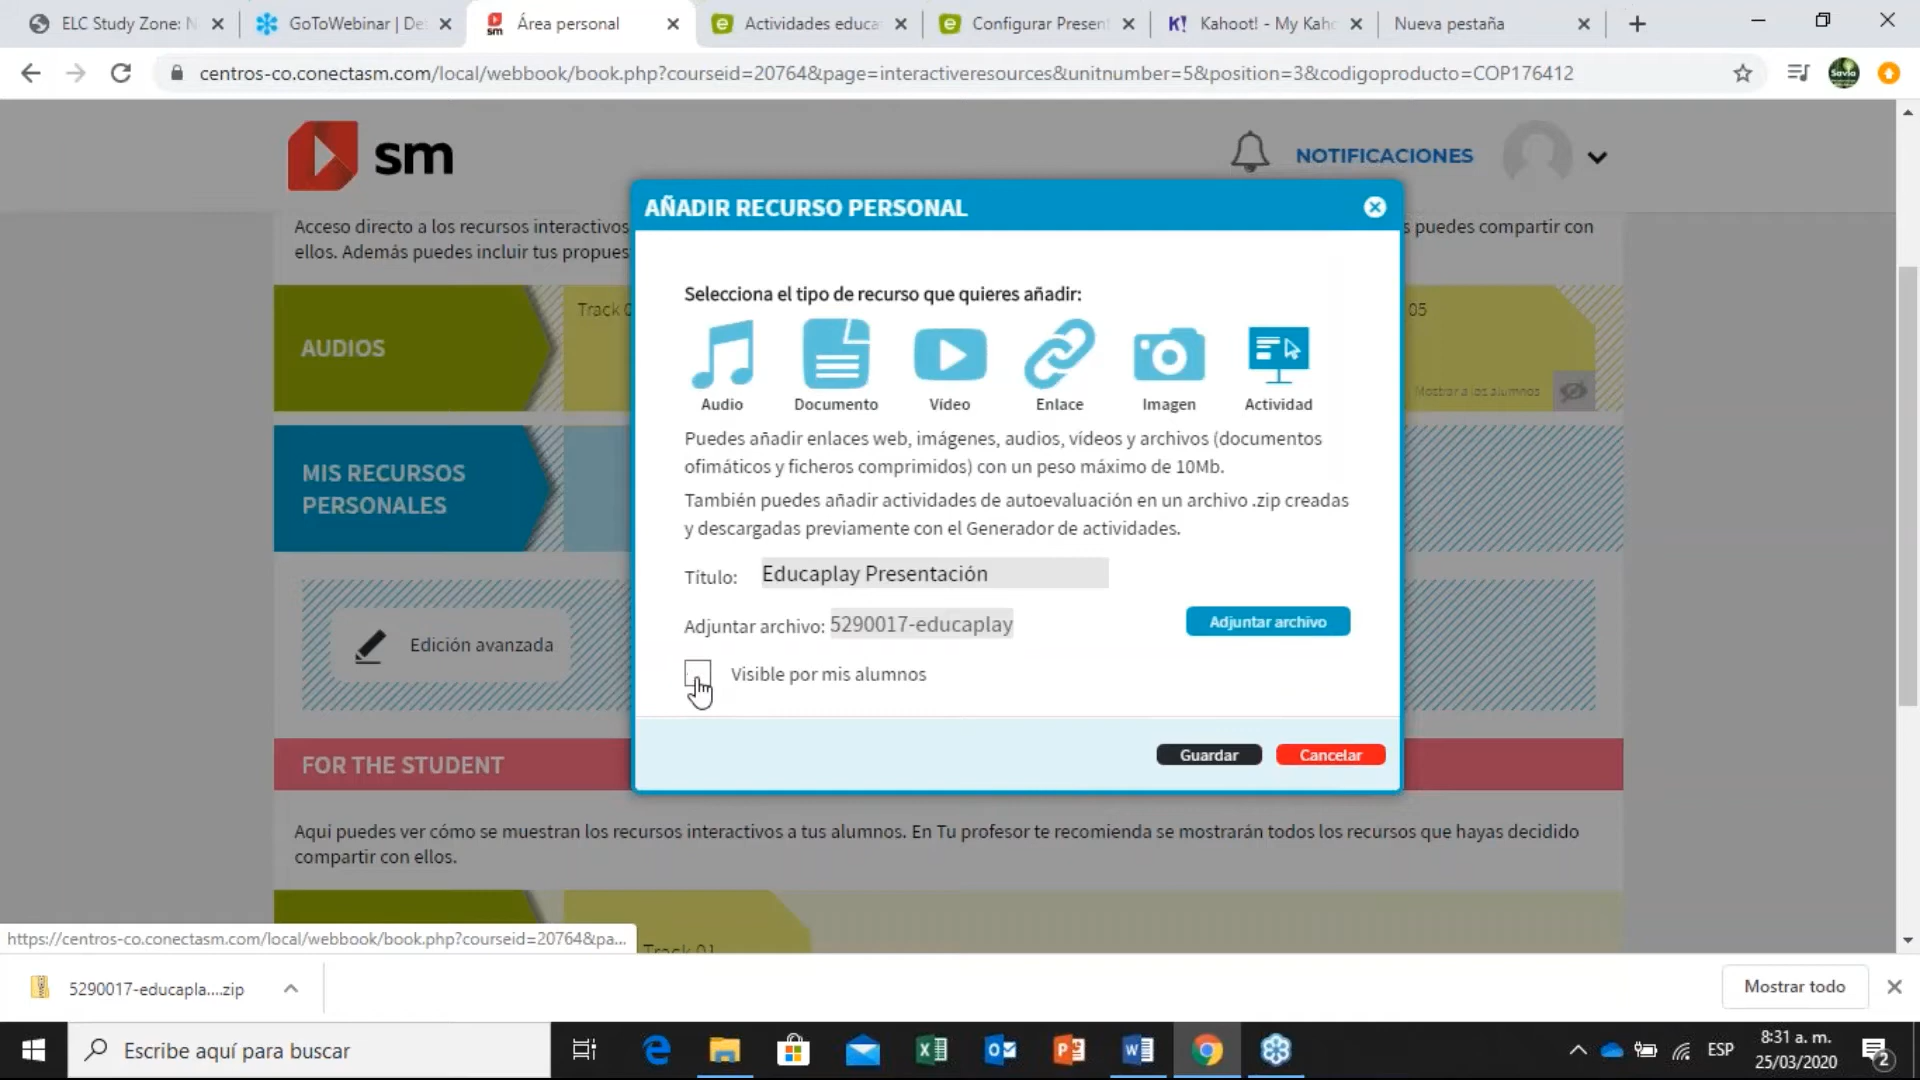 ELC Study Zone: N
GoToWebinar | De
Área personal
Actividades educa
Configurar Present
K! Kahoot! - My Kaho
Nueva pestaña
centros-co.conectasm.com/local/webbook/book.php?courseid=20764&page=interactiveresources&unitnumber=5&position=3&codigoproducto=COP176412
sm
NOTIFICACIONES
Acceso directo a los recursos interactivos
s puedes compartir con
ellos. Además puedes incluir tus propues
AÑADIR RECURSO PERSONAL
Selecciona el tipo de recurso que quieres añadir:
Audio Documento Vídeo Enlace Imagen Actividad
Puedes añadir enlaces web, imágenes, audios, vídeos y archivos (documentos
ofimáticos y ficheros comprimidos) con un peso máximo de 10Mb.
También puedes añadir actividades de autoevaluación en un archivo .zip creadas
y descargadas previamente con el Generador de actividades.
Título: Educaplay Presentación
Adjuntar archivo: 5290017-educaplay
Adjuntar archivo
Visible por mis alumnos
Guardar Cancelar
AUDIOS
Track 0
05
Mostrar a los alumnos
MIS RECURSOS
PERSONALES
Edición avanzada
FOR THE STUDENT
Aqui puedes ver cómo se muestran los recursos interactivos a tus alumnos. En Tu profesor te recomienda se mostrarán todos los recursos que hayas decidido
compartir con ellos.
Track 01
https://centros-co.conectasm.com/local/webbook/book.php?courseid=20764&pa...
5290017-educapla....zip
Mostrar todo
Escribe aquí para buscar
ESP
8:31 a. m.
25/03/2020
2